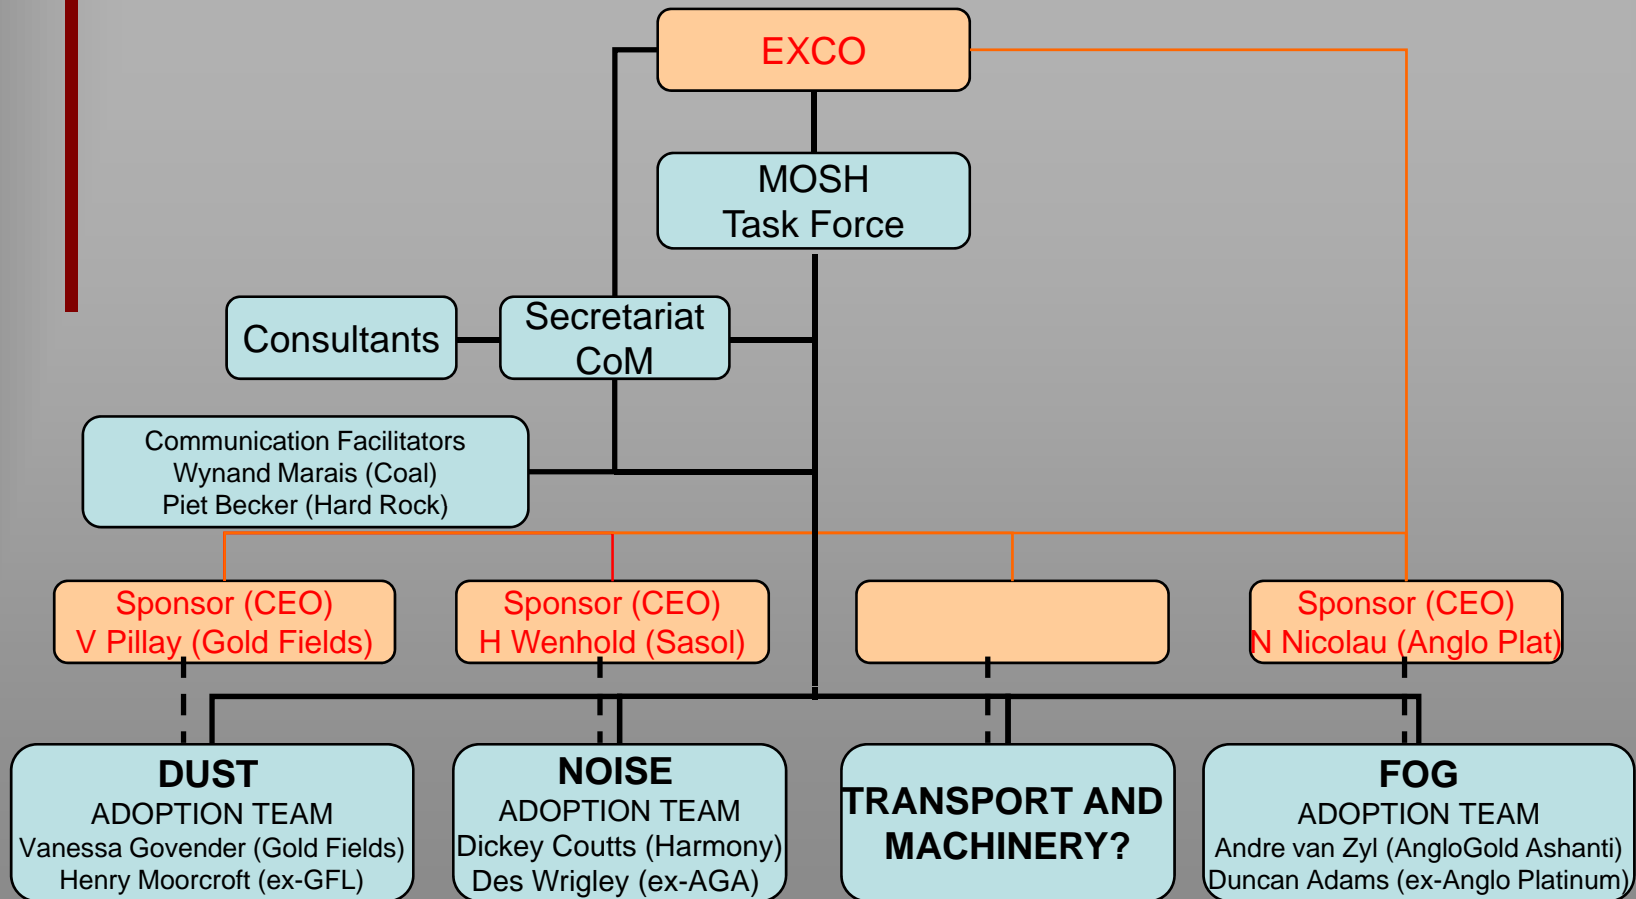 EXCO
MOSH
Task Force
Consultants
Secretariat
CoM
Communication Facilitators
Wynand Marais (Coal)
Piet Becker (Hard Rock)
Sponsor (CEO)
V Pillay (Gold Fields)
Sponsor (CEO)
H Wenhold (Sasol)
Sponsor (CEO)
N Nicolau (Anglo Plat)
DUST
ADOPTION TEAM
Vanessa Govender (Gold Fields)
Henry Moorcroft (ex-GFL)
NOISE
ADOPTION TEAM
Dickey Coutts (Harmony)
Des Wrigley (ex-AGA)
TRANSPORT AND
MACHINERY?
FOG
ADOPTION TEAM
Andre van Zyl (AngloGold Ashanti)
Duncan Adams (ex-Anglo Platinum)